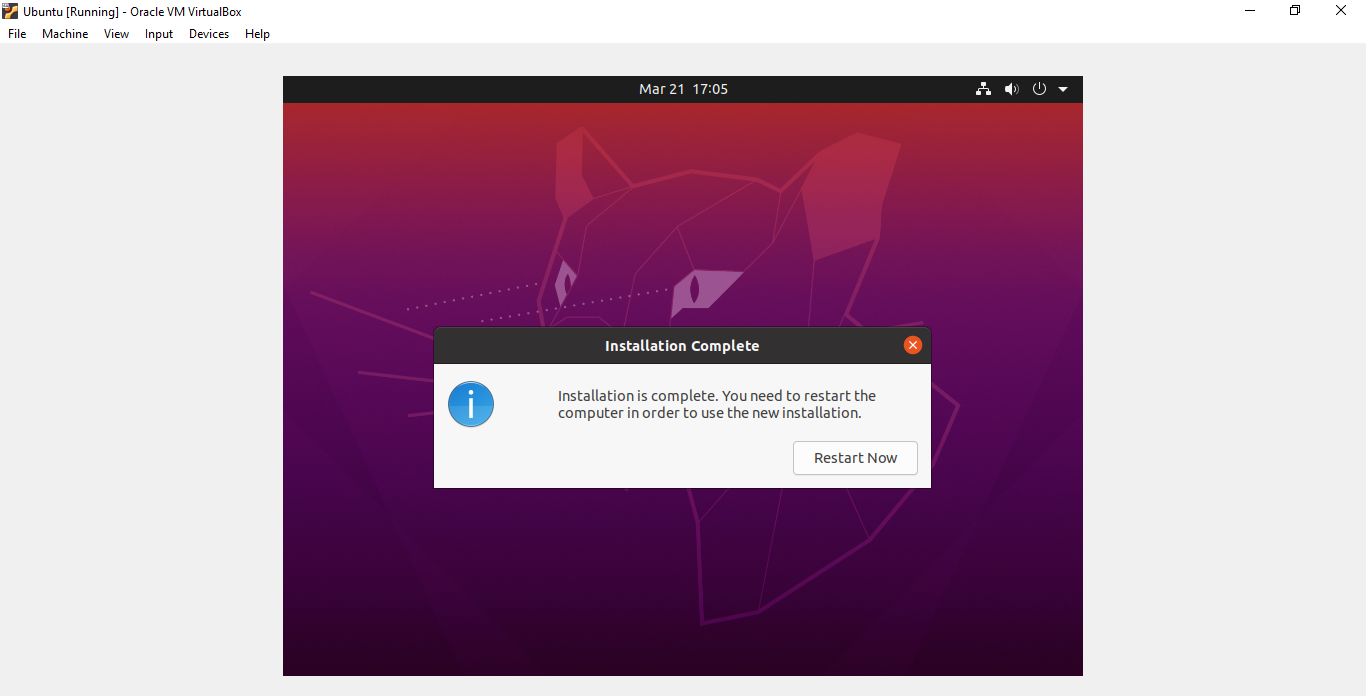 Ubuntu [Running] - Oracle VM VirtualBox
File Machine View Input Devices Help
Mar 21 17:05
Installation Complete
Installation is complete. You need to restart the
computer in order to use the new installation.
Restart Now